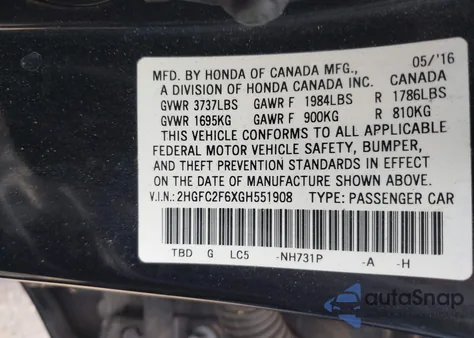 MFD. BY HONDA OF CANADA MFG., 05/'16
A DIVISION OF HONDA CANADA INC. CANADA
GVWR 3737LBS GAWR F 1984LBS R 1786LBS
GVWR 1695KG GAWR F 900KG R 810KG
THIS VEHICLE CONFORMS TO ALL APPLICABLE
FEDERAL MOTOR VEHICLE SAFETY, BUMPER,
AND THEFT PREVENTION STANDARDS IN EFFECT
ON THE DATE OF MANUFACTURE SHOWN ABOVE.
V.I.N.: 2HGFC2F6XGH551908 TYPE: PASSENGER CAR
TBD G LC5 -NH731P -A -H
autoSnap